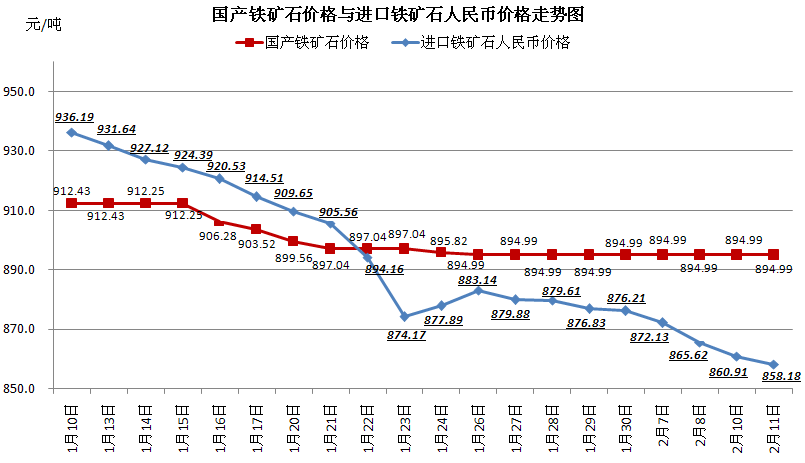 国产铁矿石价格与进口铁矿石人民币价格走势图
元/吨
国产铁矿石价格 进口铁矿石人民币价格
950.0
936.19 931.64 927.12 924.39 920.53 914.51 909.65 905.56 894.16 874.17 877.89 883.14 879.88 879.61 876.83 876.21 872.13 865.62 860.91 858.18
930.0
912.43 912.43 912.25 912.25 906.28 903.52 899.56 897.04 897.04 897.04 895.82 894.99 894.99 894.99 894.99 894.99 894.99 894.99 894.99 894.99
910.0
890.0
870.0
850.0
1月10日 1月13日 1月14日 1月15日 1月16日 1月17日 1月20日 1月21日 1月22日 1月23日 1月24日 1月26日 1月27日 1月28日 1月29日 1月30日 2月7日 2月8日 2月10日 2月11日